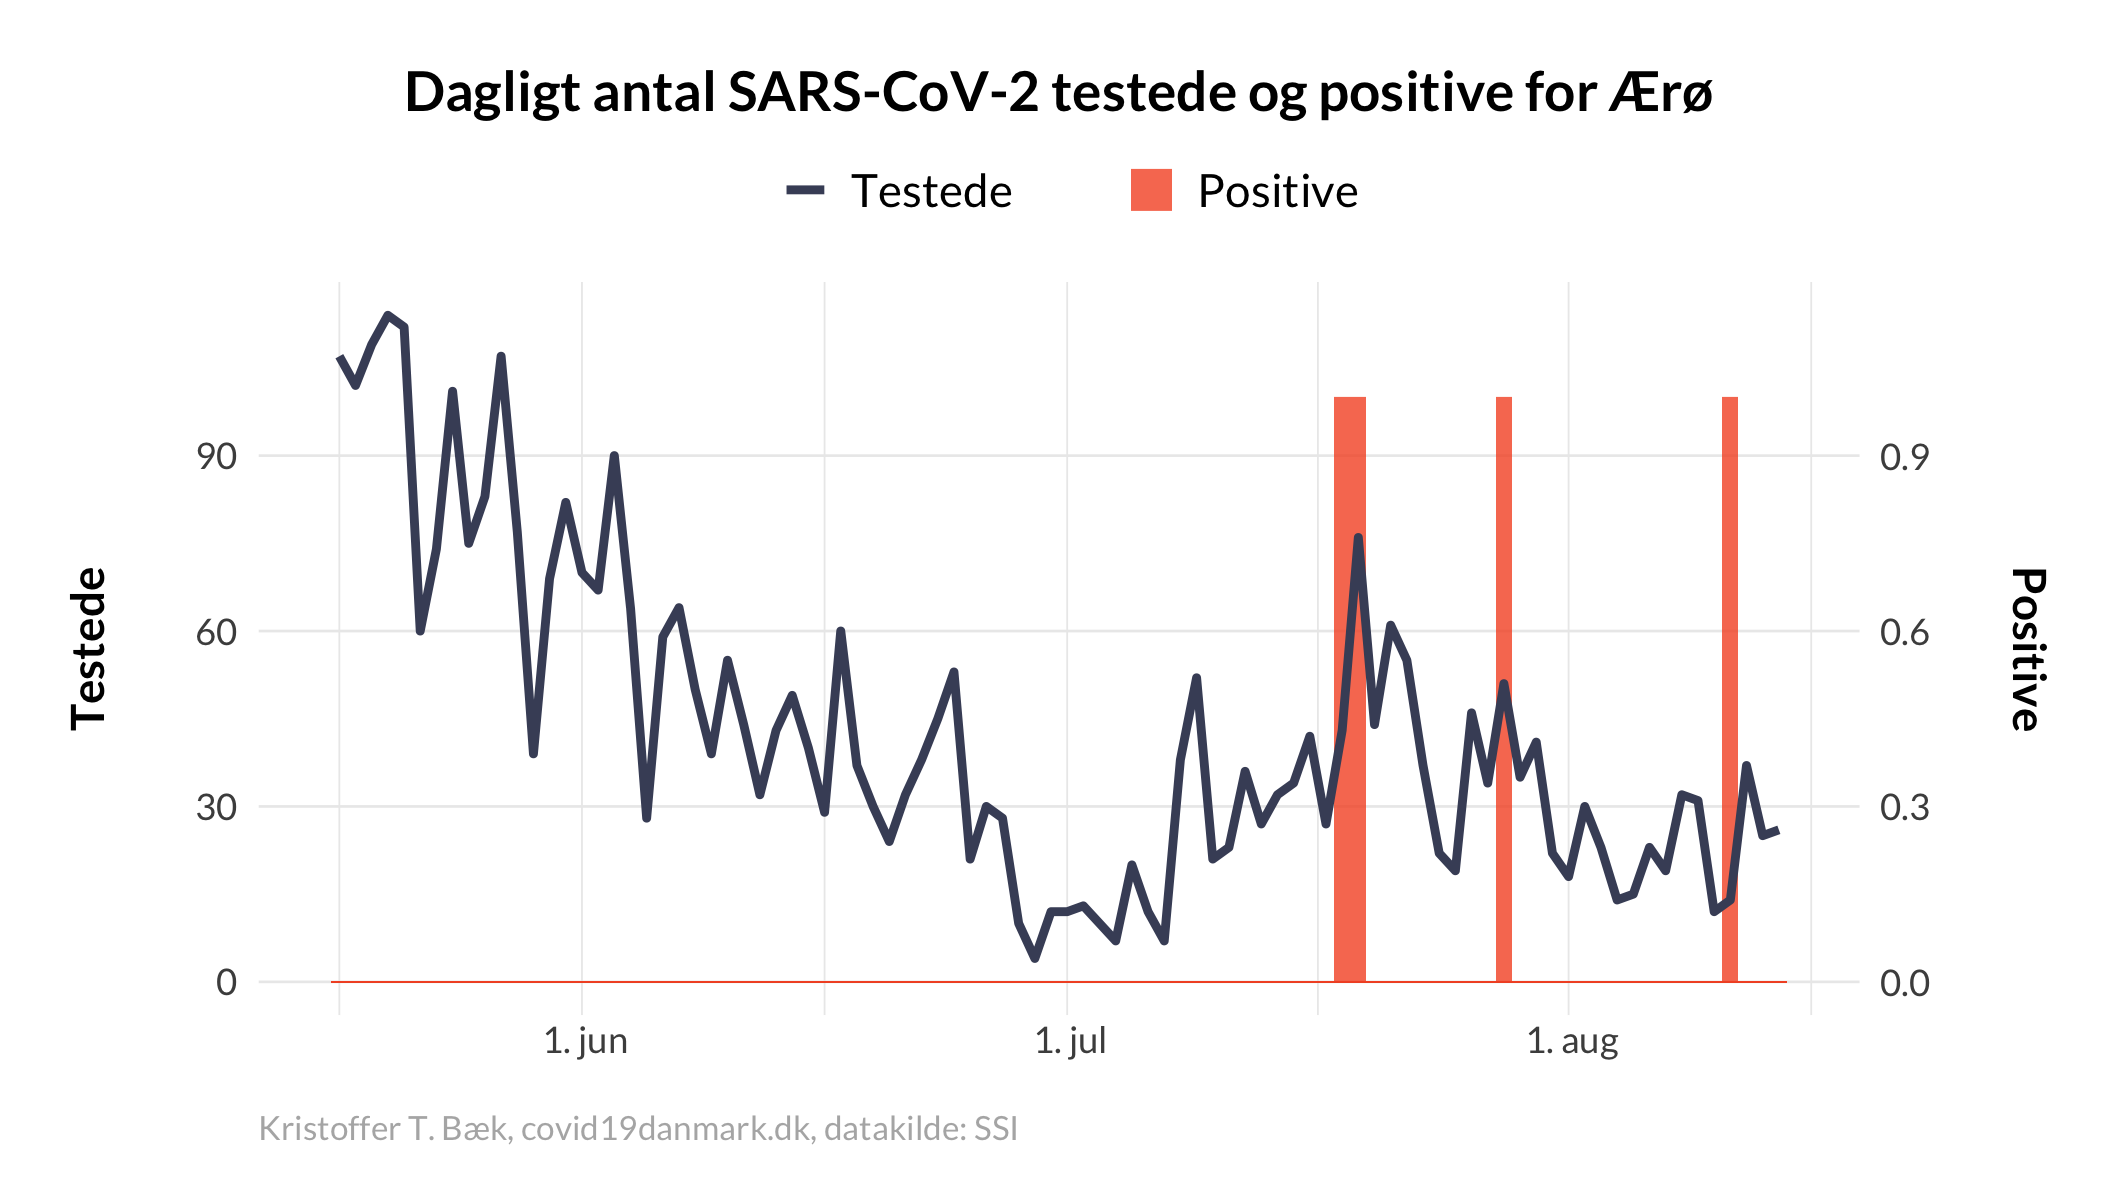 Dagligt antal SARS-CoV-2 testede og positive for Ærø
Testede
Positive
90
60
30
0
Testede
0.9
0.6
0.3
0.0
Positive
1. jun
1. jul
1. aug
Kristoffer T. Bæk, covid19danmark.dk, datakilde: SSI